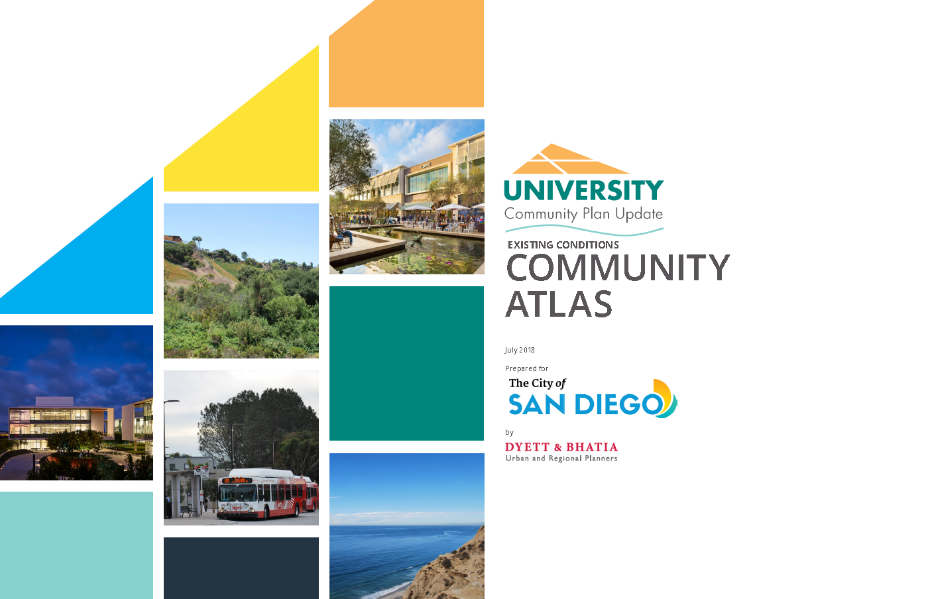 UNIVERSITY
Community Plan Update
EXISTING CONDITIONS
COMMUNITY
ATLAS
July 2018
Prepared for
The City of
SAN DIEGO
by
DYETT & BHATIA
Urban and Regional Planners